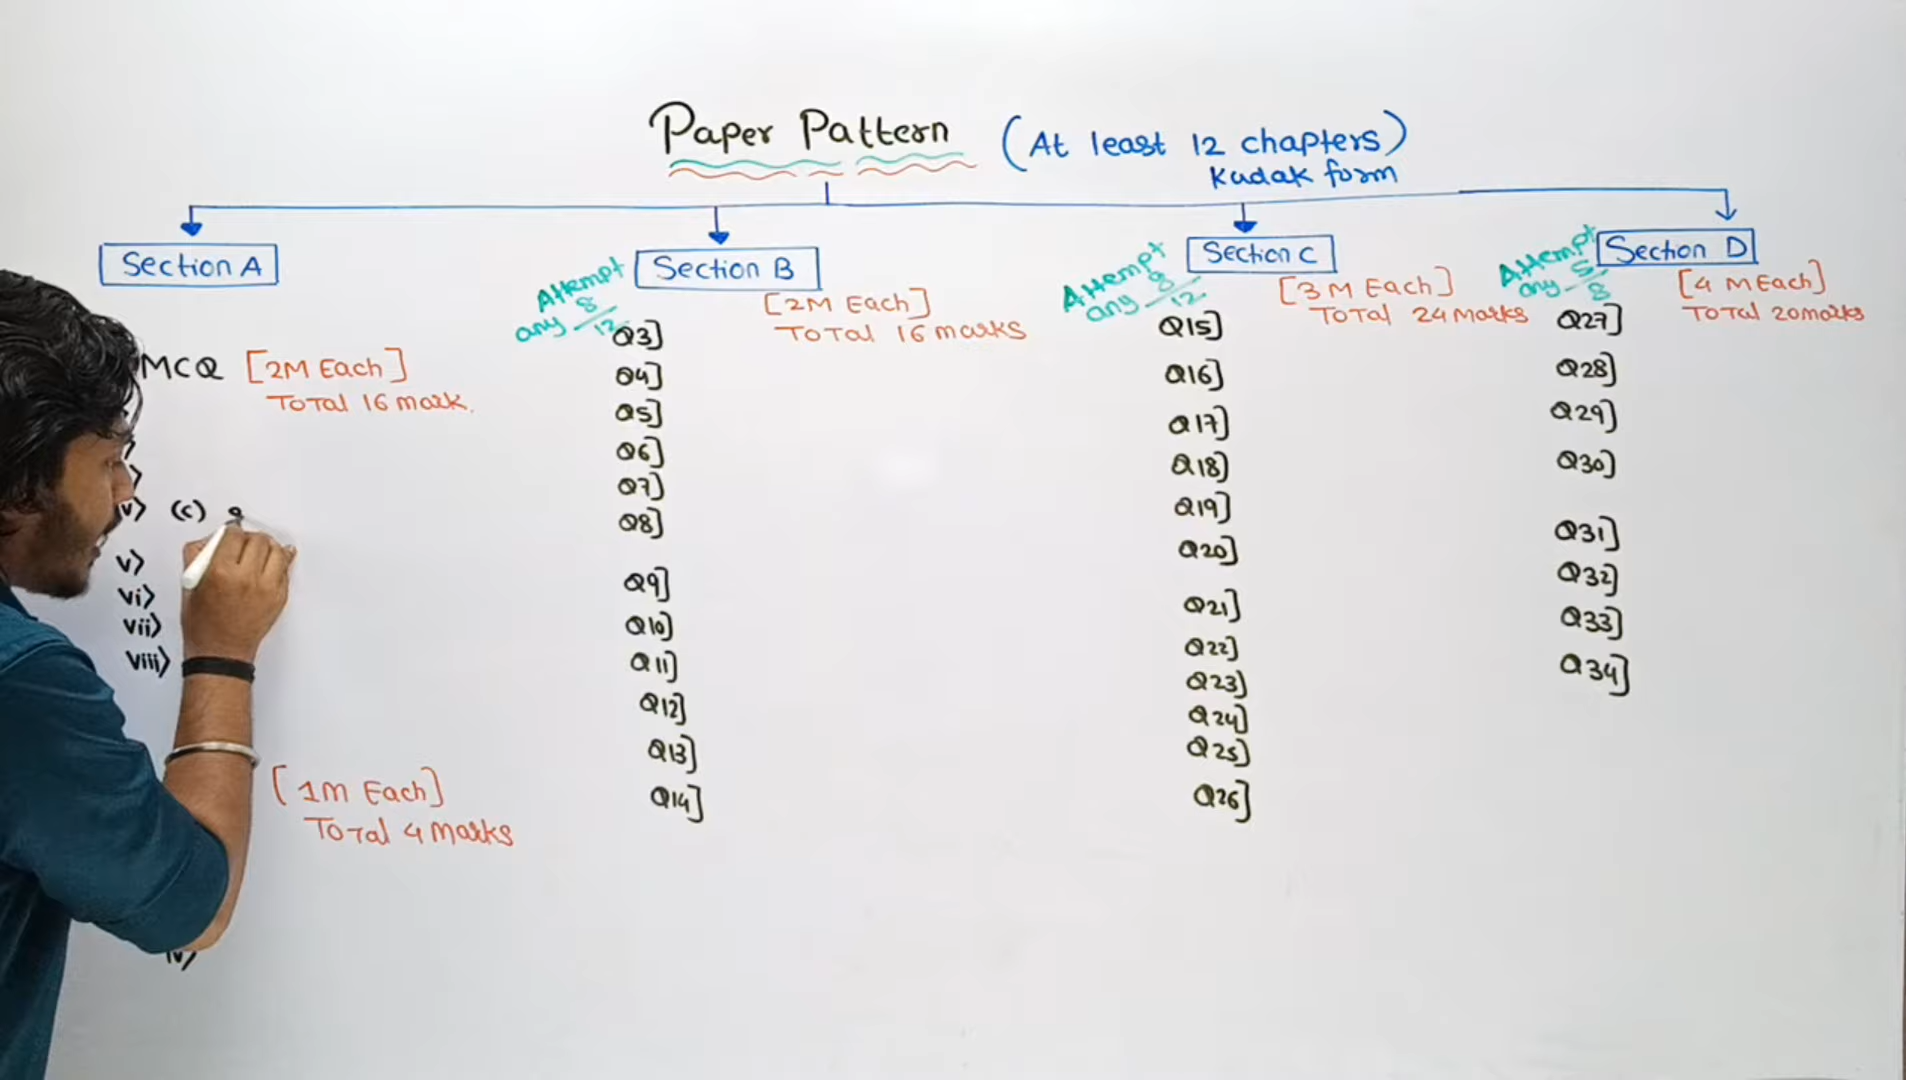 Paper Pattern (At least 12 chapters)
Kadak form
Section A
MCQ [2M Each]
Total 16 mark.
v) (c)
v)
vi)
vii)
viii)
[1M Each]
Total 4 Marks
iv)
Section B
Attempt any 8/12
[2M Each]
Total 16 marks
Q3]
Q4]
Q5]
Q6]
Q7]
Q8]
Q9]
Q10]
Q11]
Q12]
Q13]
Q14]
Section C
Attempt any 8/12
[3M Each]
Total 24 Marks
Q15]
Q16]
Q17]
Q18]
Q19]
Q20]
Q21]
Q22]
Q23]
Q24]
Q25]
Q26]
Section D
Attempt any 5/8
[4 M Each]
Total 20 marks
Q27]
Q28]
Q29]
Q30]
Q31]
Q32]
Q33]
Q34]